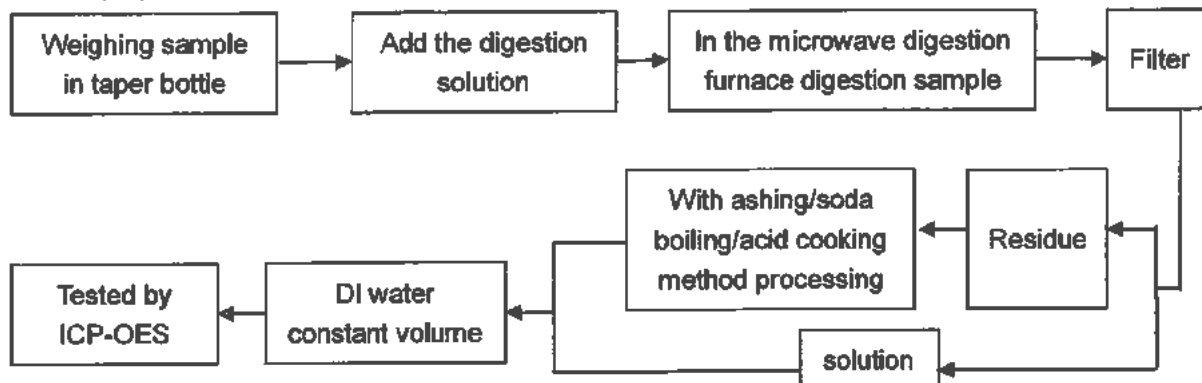 Weighing sample
in taper bottle
Add the digestion
solution
In the microwave digestion
furnace digestion sample
Filter
With ashing/soda
boiling/acid cooking
method processing
Residue
Tested by
ICP-OES
DI water
constant volume
solution